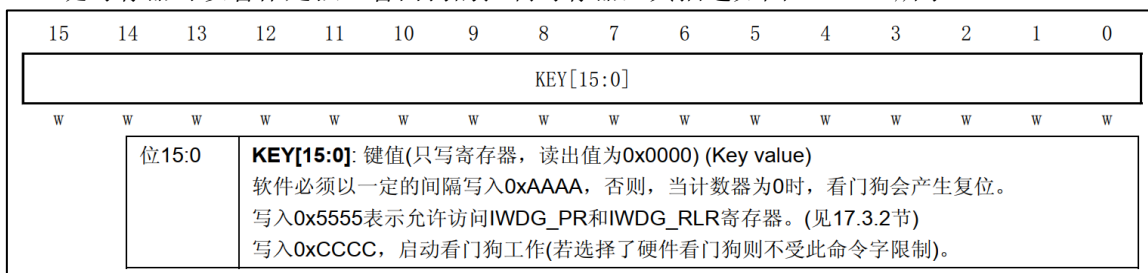 15 14 13 12 11 10 9 8 7 6 5 4 3 2 1 0
KEY[15:0]
w w w w w w w w w w w w w w w w
位15:0 KEY[15:0]: 键值(只写寄存器，读出值为0x0000) (Key value)
软件必须以一定的间隔写入0xAAAA，否则，当计数器为0时，看门狗会产生复位。
写入0x5555表示允许访问IWDG_PR和IWDG_RLR寄存器。(见17.3.2节)
写入0xCCCC，启动看门狗工作(若选择了硬件看门狗则不受此命令字限制)。